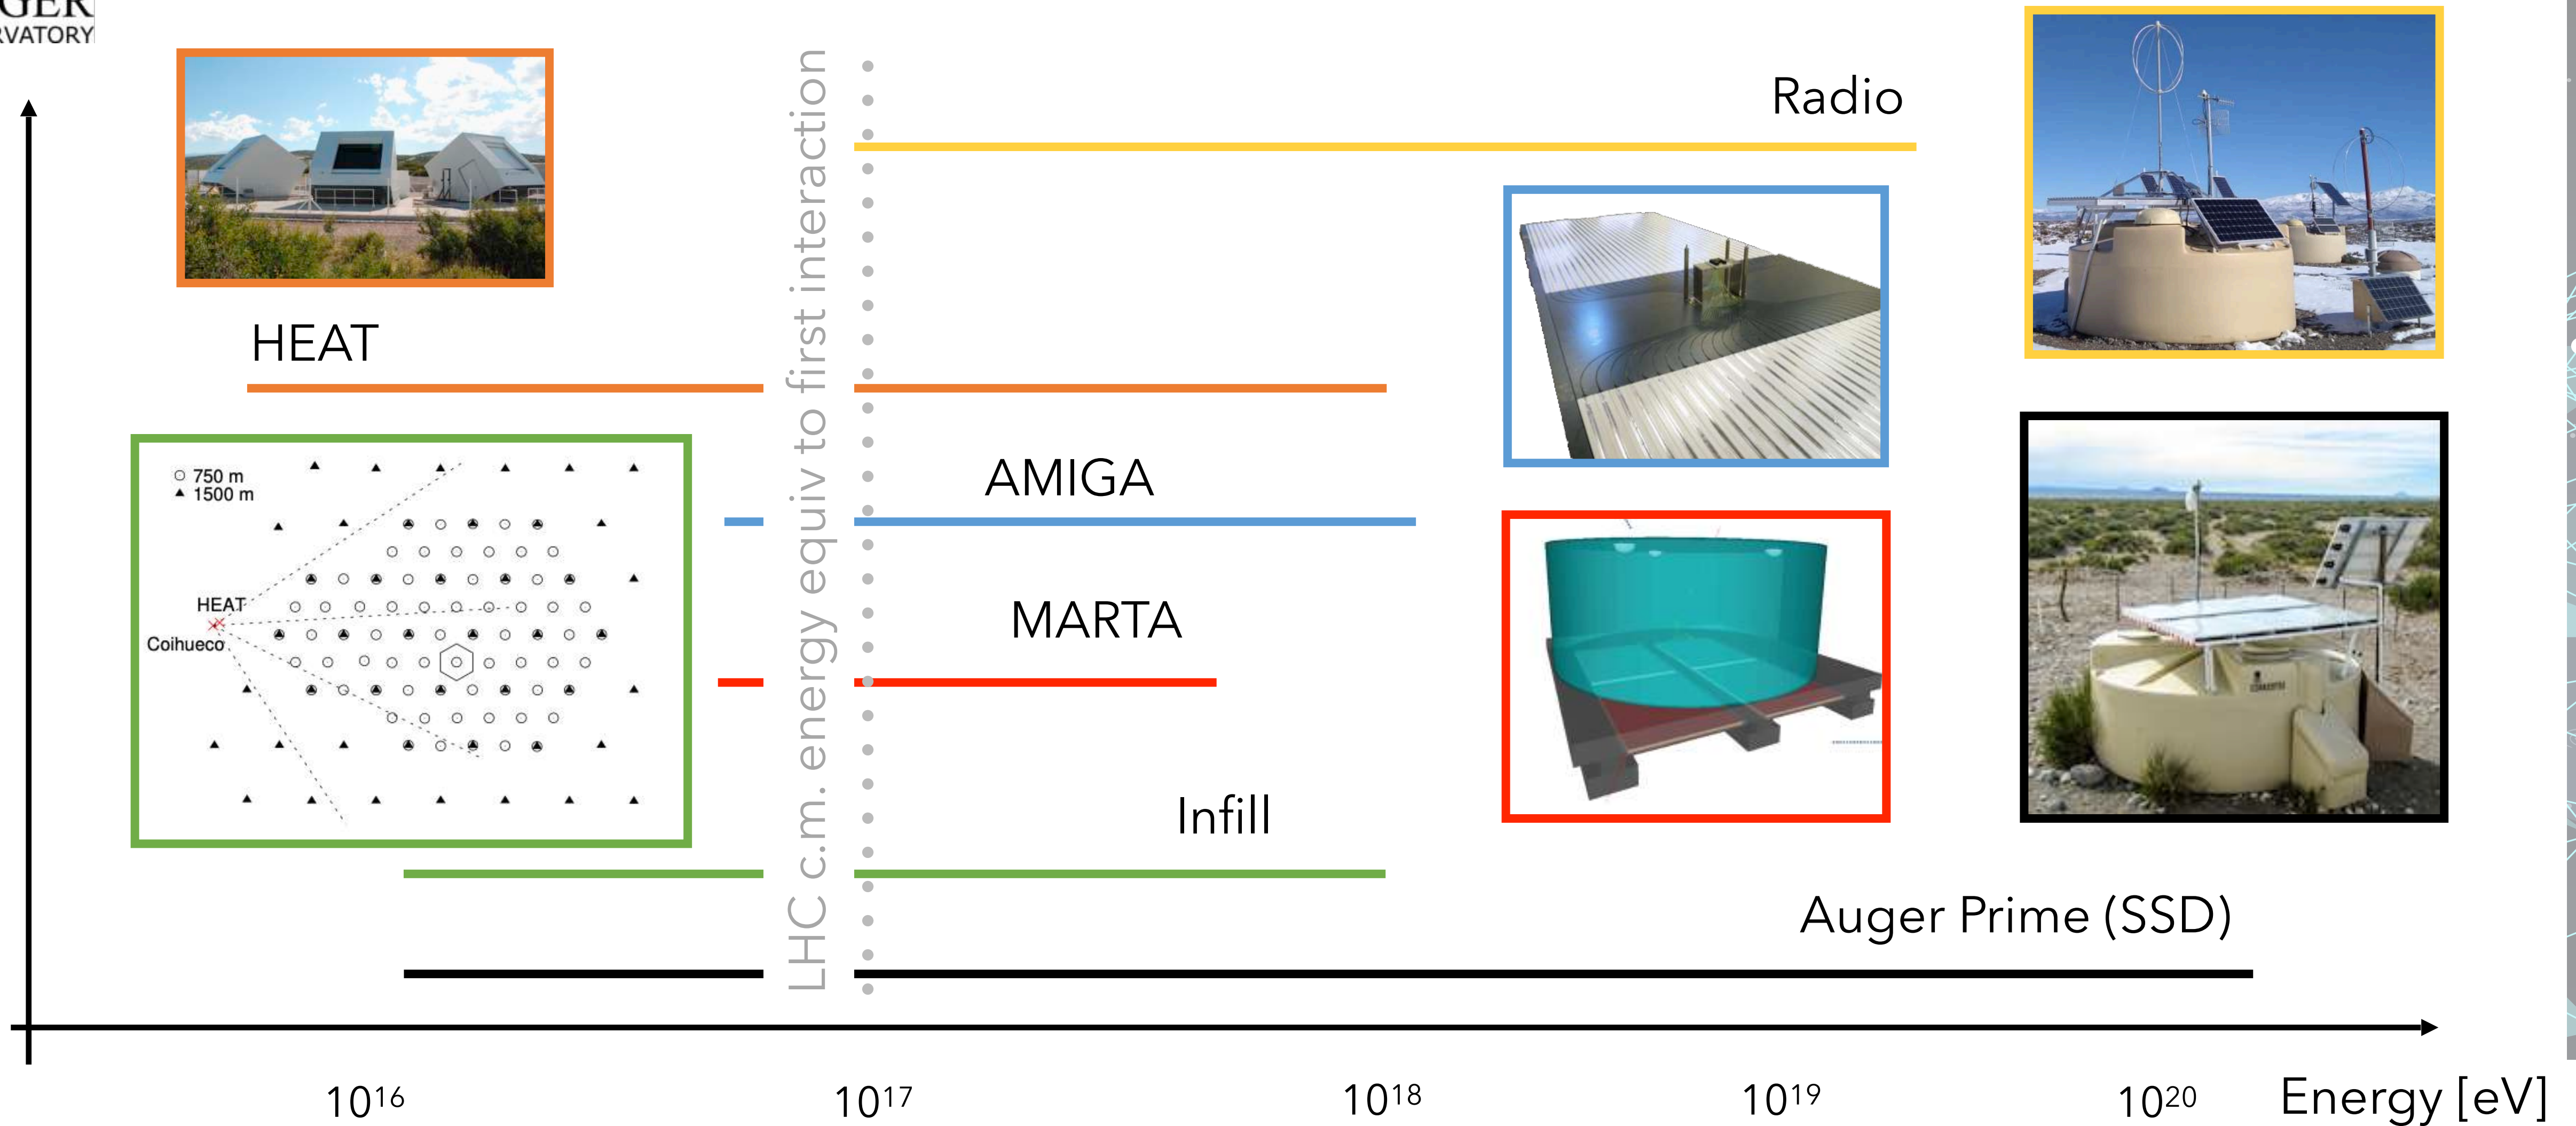 RVATORY
Radio
LHC c.m. energy equiv to first interaction
HEAT
750 m
1500 m
HEAT
Coihueco
AMIGA
MARTA
Infill
Auger Prime (SSD)
10¹⁶
10¹⁷
10¹⁸
10¹⁹
10²⁰
Energy [eV]